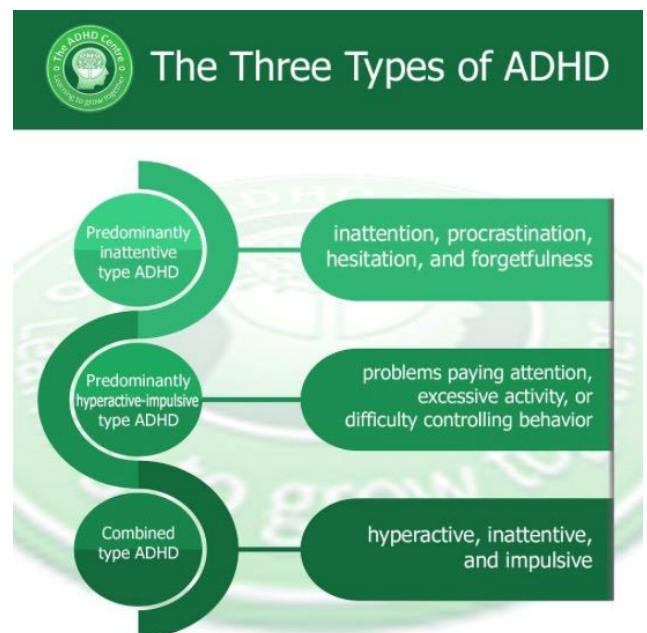 The ADHD Centre
Learning to grow together
The Three Types of ADHD
Predominantly
inattentive
type ADHD
inattention, procrastination,
hesitation, and forgetfulness
Predominantly
hyperactive-impulsive
type ADHD
problems paying attention,
excessive activity, or
difficulty controlling behavior
Combined
type ADHD
hyperactive, inattentive,
and impulsive